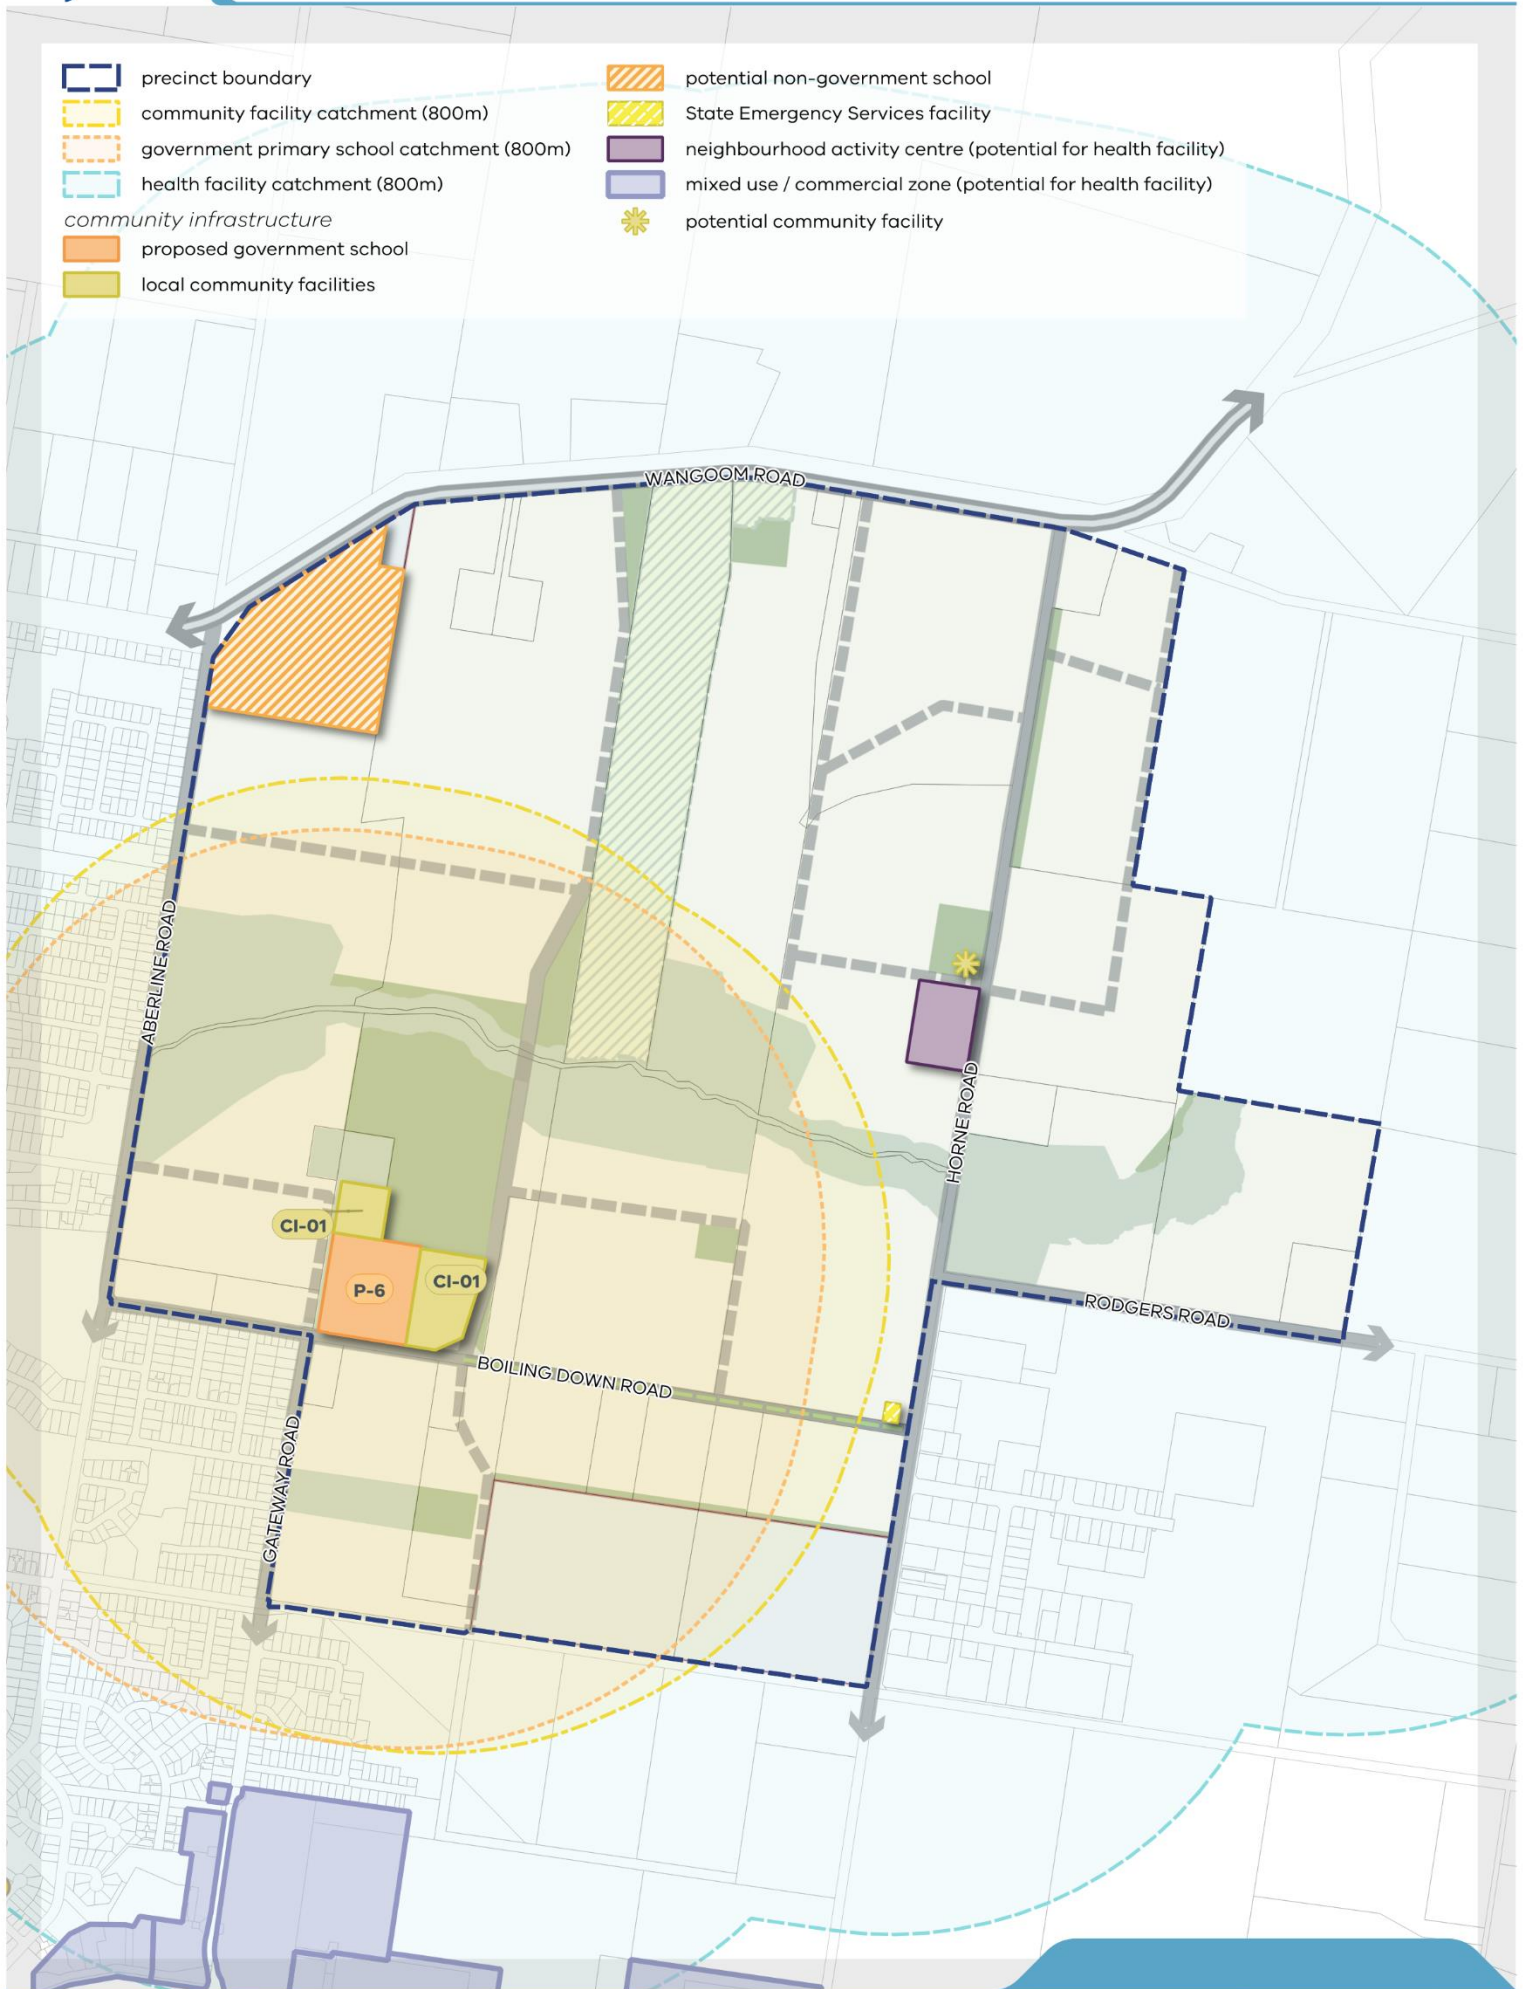 precinct boundary
community facility catchment (800m)
government primary school catchment (800m)
health facility catchment (800m)
community infrastructure
proposed government school
local community facilities
potential non-government school
State Emergency Services facility
neighbourhood activity centre (potential for health facility)
mixed use / commercial zone (potential for health facility)
potential community facility
WANGOOM ROAD
ABERLINE ROAD
HORNE ROAD
CI-01
P-6
CI-01
RODGERS ROAD
BOILING DOWN ROAD
GATEWAY ROAD